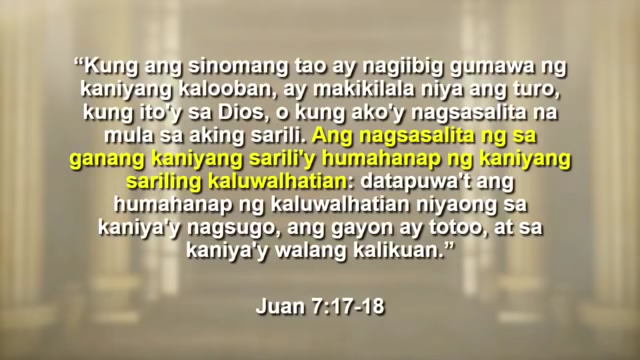 “Kung ang sinomang tao ay nagiibig gumawa ng
kaniyang kalooban, ay makikilala niya ang turo,
kung ito'y sa Dios, o kung ako'y nagsasalita na
mula sa aking sarili. Ang nagsasalita ng sa
ganang kaniyang sarili'y humahanap ng kaniyang
sariling kaluwalhatian: datapuwa't ang
humahanap ng kaluwalhatian niyaong sa
kaniya'y nagsugo, ang gayon ay totoo, at sa
kaniya'y walang kalikuan.”
Juan 7:17-18